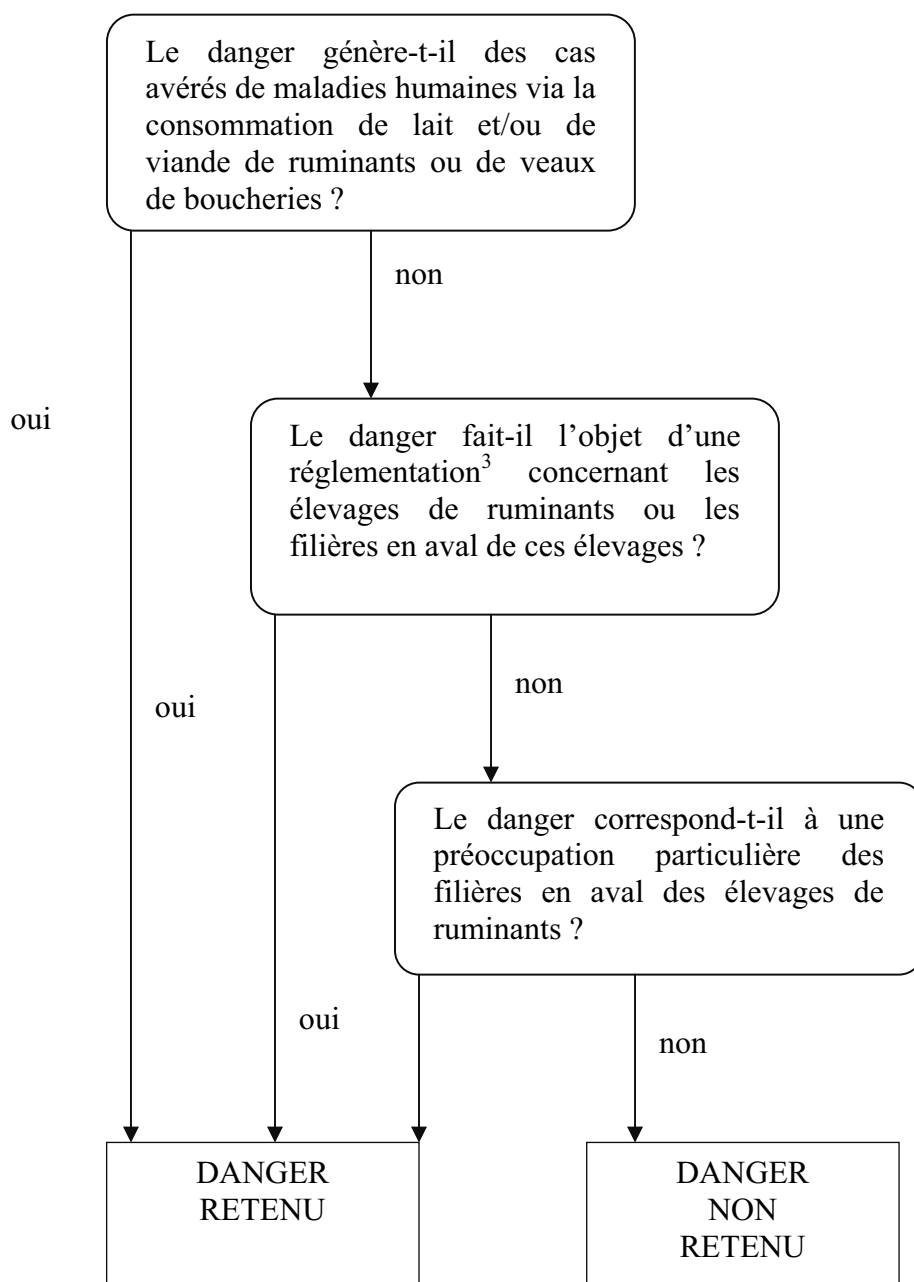 Le danger génère-t-il des cas
avérés de maladies humaines via la
consommation de lait et/ou de
viande de ruminants ou de veaux
de boucheries ?
non
oui
Le danger fait-il l’objet d’une
réglementation³ concernant les
élevages de ruminants ou les
filières en aval de ces élevages ?
non
oui
Le danger correspond-t-il à une
préoccupation particulière des
filières en aval des élevages de
ruminants ?
oui
non
DANGER
RETENU
DANGER
NON
RETENU